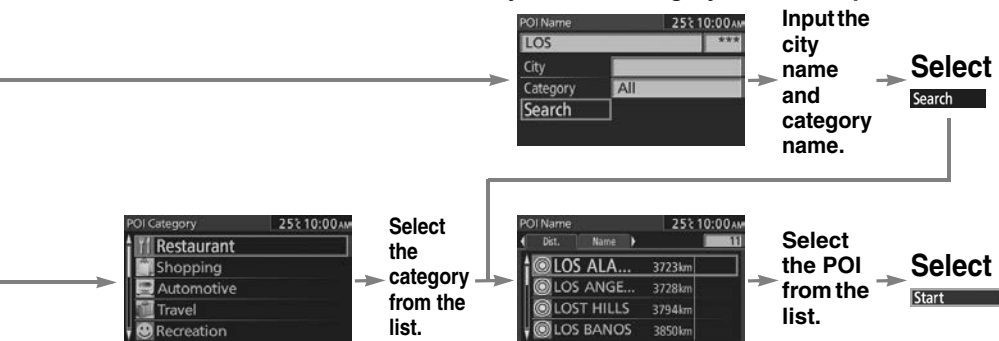 POI Name 25℃ 10:00AM
LOS ***
City
Category All
Search
Input the
city
name
and
category
name.
Select
Search
POI Category 25℃ 10:00AM
Restaurant
Shopping
Automotive
Travel
Recreation
Select
the
category
from the
list.
POI Name 25℃ 10:00AM
Dist. Name 11
LOS ALA... 3723km
LOS ANGE... 3728km
LOST HILLS 3794km
LOS BANOS 3850km
Select
the POI
from the
list.
Select
Start